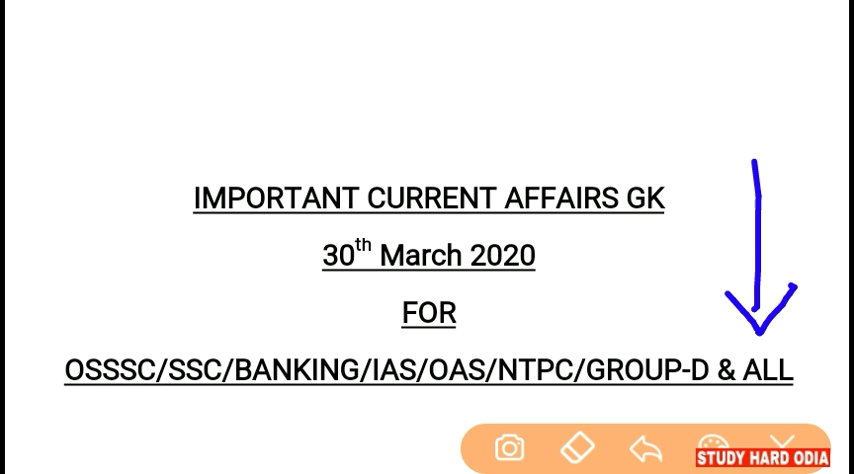 IMPORTANT CURRENT AFFAIRS GK
30th March 2020
FOR
OSSSC/SSC/BANKING/IAS/OAS/NTPC/GROUP-D & ALL
STUDY HARD ODIA